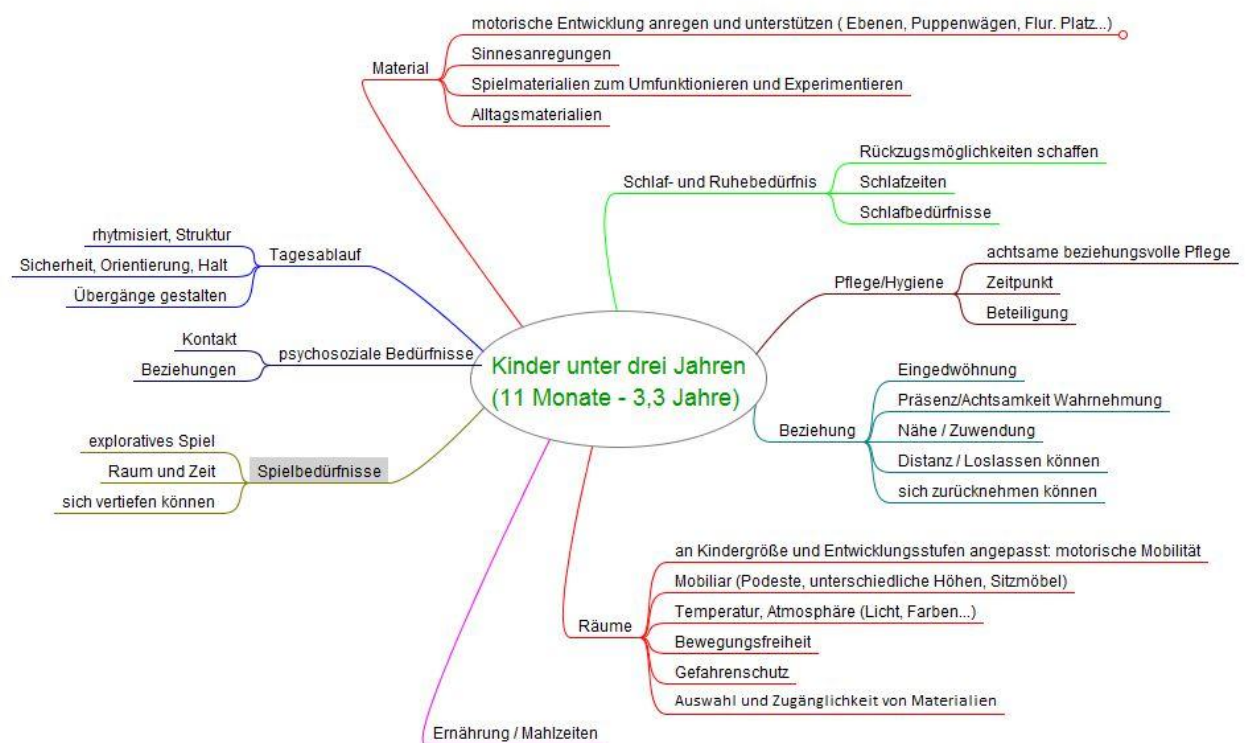 motorische Entwicklung anregen und unterstützen ( Ebenen, Puppenwägen, Flur. Platz...)
Sinnesanregungen
Material
Spielmaterialien zum Umfunktionieren und Experimentieren
Alltagsmaterialien
Rückzugsmöglichkeiten schaffen
Schlaf- und Ruhebedürfnis
Schlafzeiten
Schlafbedürfnisse
rhytmisiert, Struktur
Tagesablauf
Sicherheit, Orientierung, Halt
Übergänge gestalten
achtsame beziehungsvolle Pflege
Pflege/Hygiene
Zeitpunkt
Beteiligung
Kontakt
psychosoziale Bedürfnisse
Beziehungen
Kinder unter drei Jahren
(11 Monate - 3,3 Jahre)
Eingedwöhnung
Präsenz/Achtsamkeit Wahrnehmung
Beziehung
Nähe / Zuwendung
Distanz / Loslassen können
sich zurücknehmen können
exploratives Spiel
Raum und Zeit
Spielbedürfnisse
sich vertiefen können
an Kindergröße und Entwicklungsstufen angepasst: motorische Mobilität
Mobiliar (Podeste, unterschiedliche Höhen, Sitzmöbel)
Temperatur, Atmosphäre (Licht, Farben...)
Räume
Bewegungsfreiheit
Gefahrenschutz
Auswahl und Zugänglichkeit von Materialien
Ernährung / Mahlzeiten